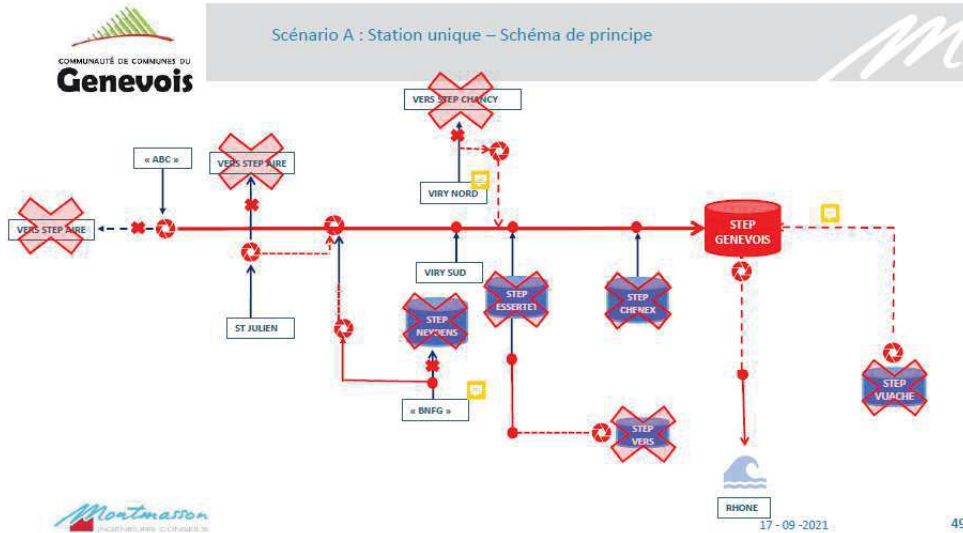 COMMUNAUTÉ DE COMMUNES DU
Genevois
Scénario A : Station unique – Schéma de principe
VERS STEP CHANCY
« ABC »
VERS STEP AIRE
VIRY NORD
VERS STEP AIRE
STEP
GENEVOIS
VIRY SUD
STEP
ESSERTET
STEP
CHENEX
STEP
NEYDENS
ST JULIEN
STEP
VUACHE
« BNFG »
STEP
VERS
RHONE
Montmasson
INGÉNIEURS CONSEILS
17 - 09 -2021
49